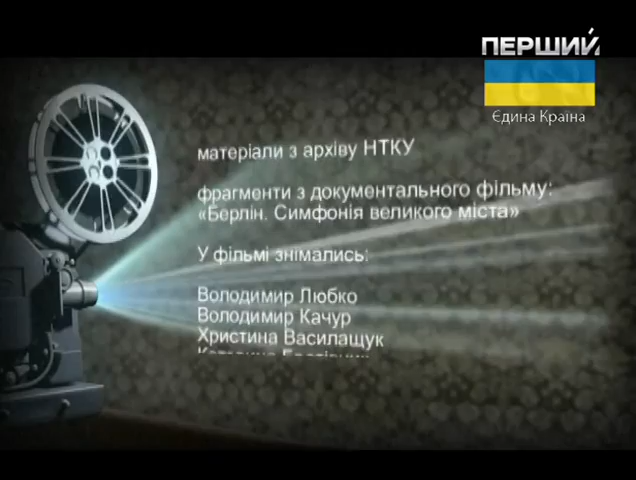 ПЕРШИЙ
Єдина Країна
матеріали з архіву НТКУ
фрагменти з документального фільму:
«Берлін. Симфонія великого міста»
У фільмі знімались:
Володимир Любко
Володимир Качур
Христина Василащук